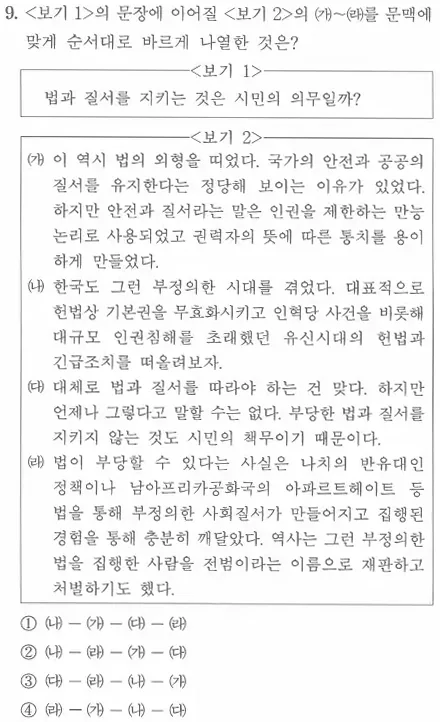 9. <보기 1>의 문장에 이어질 <보기 2>의 ㈎~㈑를 문맥에
맞게 순서대로 바르게 나열한 것은?
<보기 1>
법과 질서를 지키는 것은 시민의 의무일까?
<보기 2>
㈎ 이 역시 법의 외형을 띠었다. 국가의 안전과 공공의
질서를 유지한다는 정당해 보이는 이유가 있었다.
하지만 안전과 질서라는 말은 인권을 제한하는 만능
논리로 사용되었고 권력자의 뜻에 따른 통치를 용이
하게 만들었다.
㈏ 한국도 그런 부정의한 시대를 겪었다. 대표적으로
헌법상 기본권을 무효화시키고 인혁당 사건을 비롯해
대규모 인권침해를 초래했던 유신시대의 헌법과
긴급조치를 떠올려보자.
㈐ 대체로 법과 질서를 따라야 하는 건 맞다. 하지만
언제나 그렇다고 말할 수는 없다. 부당한 법과 질서를
지키지 않는 것도 시민의 책무이기 때문이다.
㈑ 법이 부당할 수 있다는 사실은 나치의 반유대인
정책이나 남아프리카공화국의 아파르트헤이트 등
법을 통해 부정의한 사회질서가 만들어지고 집행된
경험을 통해 충분히 깨달았다. 역사는 그런 부정의한
법을 집행한 사람을 전범이라는 이름으로 재판하고
처벌하기도 했다.
① ㈏ - ㈎ - ㈐ - ㈑
② ㈏ - ㈑ - ㈎ - ㈐
③ ㈐ - ㈑ - ㈏ - ㈎
④ ㈑ - ㈎ - ㈏ - ㈐